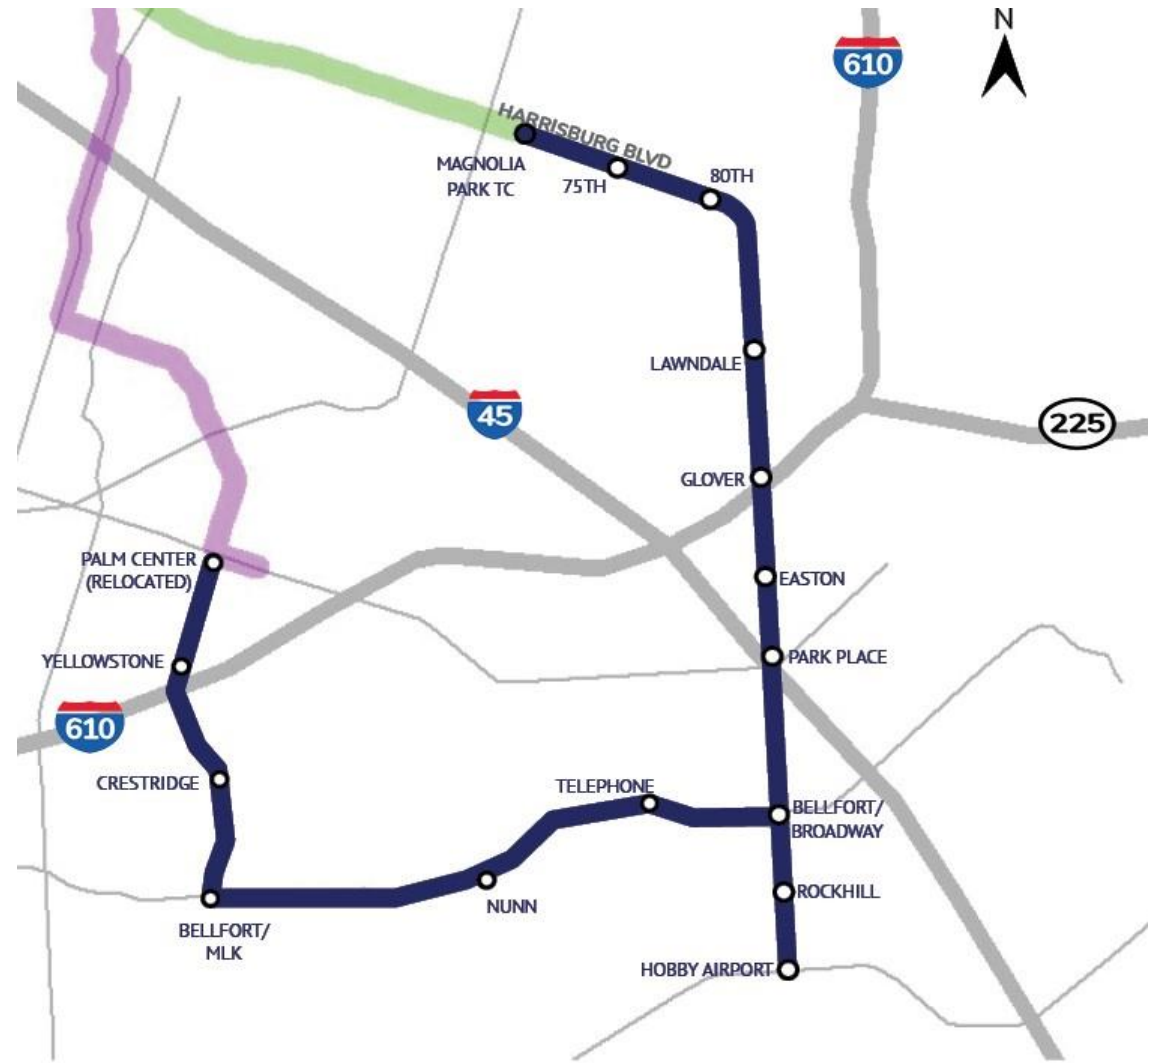 N
610
HARRISBURG BLVD
MAGNOLIA
PARK TC
75TH
80TH
LAWNDALE
45
225
GLOVER
PALM CENTER
(RELOCATED)
EASTON
YELLOWSTONE
PARK PLACE
610
CRESTRIDGE
TELEPHONE
BELLFORT/
BROADWAY
ROCKHILL
NUNN
BELLFORT/
MLK
HOBBY AIRPORT